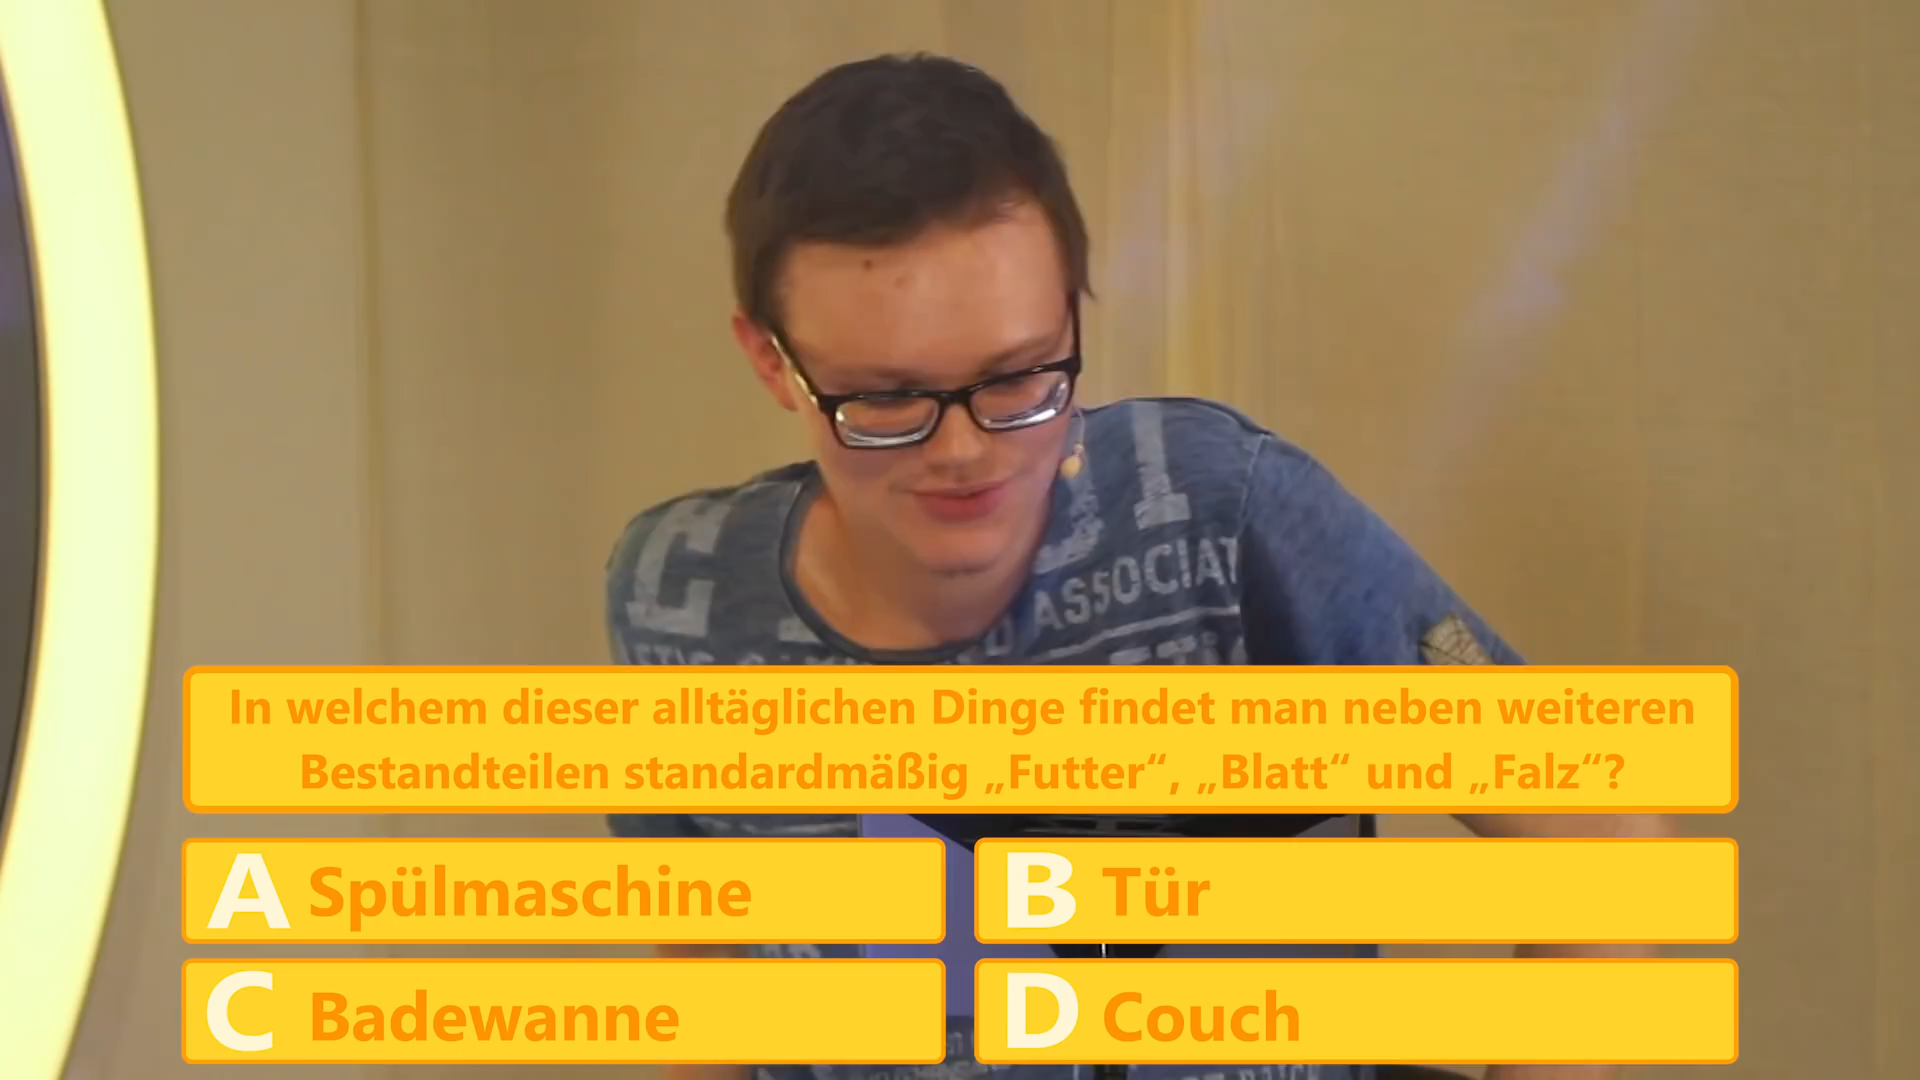 ASSOCIAT
In welchem dieser alltäglichen Dinge findet man neben weiteren
Bestandteilen standardmäßig „Futter“, „Blatt“ und „Falz“?
A Spülmaschine
B Tür
C Badewanne
D Couch